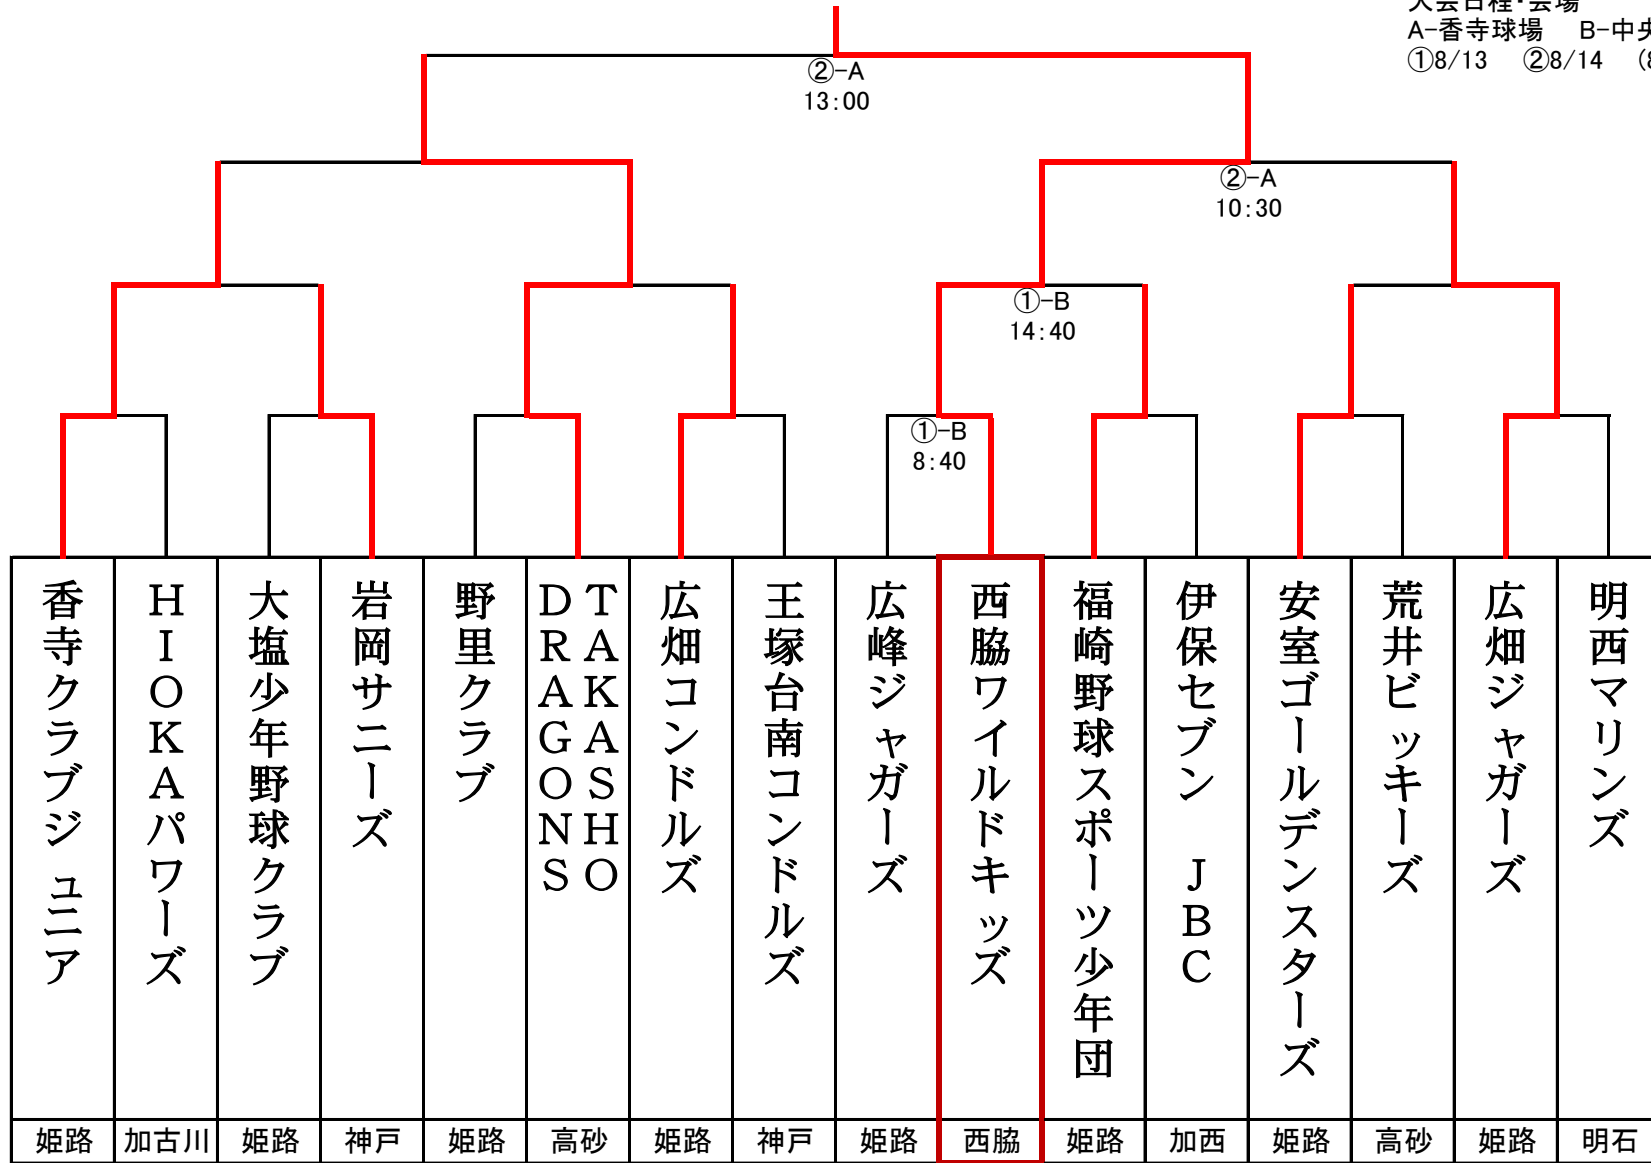 大会日程・会場
A-香寺球場 B-中央
①8/13 ②8/14 (8
②-A
13:00
②-A
10:30
①-B
14:40
①-B
8:40
香寺クラブジュニア
HIOKAパワーズ
大塩少年野球クラブ
岩岡サニーズ
野里クラブ
TAKASHO
DRAGONS
広畑コンドルズ
王塚台南コンドルズ
広峰ジャガーズ
西脇ワイルドキッズ
福崎野球スポーツ少年団
伊保セブン JBC
安室ゴールデンスターズ
荒井ビッキーズ
広畑ジャガーズ
明西マリンズ
姫路 加古川 姫路 神戸 姫路 高砂 姫路 神戸 姫路 西脇 姫路 加西 姫路 高砂 姫路 明石